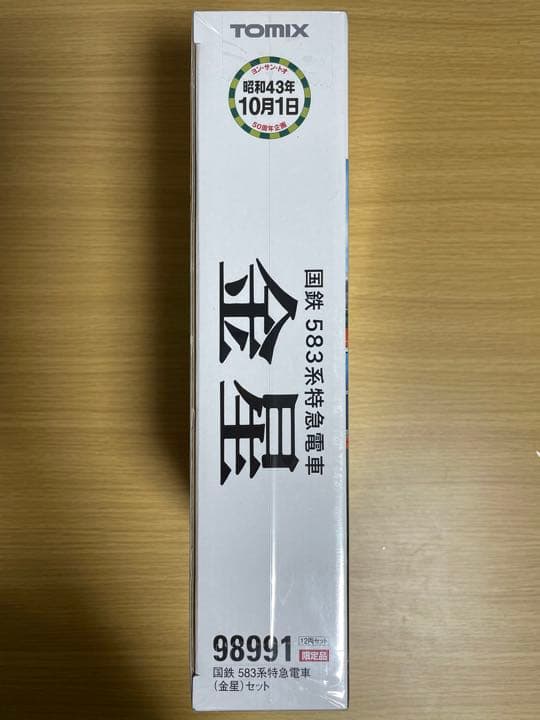 TOMIX
ヨン・サン・トオ
昭和43年
10月1日
50周年企画
国鉄 583系特急電車
金星
98991
12両セット
限定品
国鉄 583系特急電車
(金星)セット